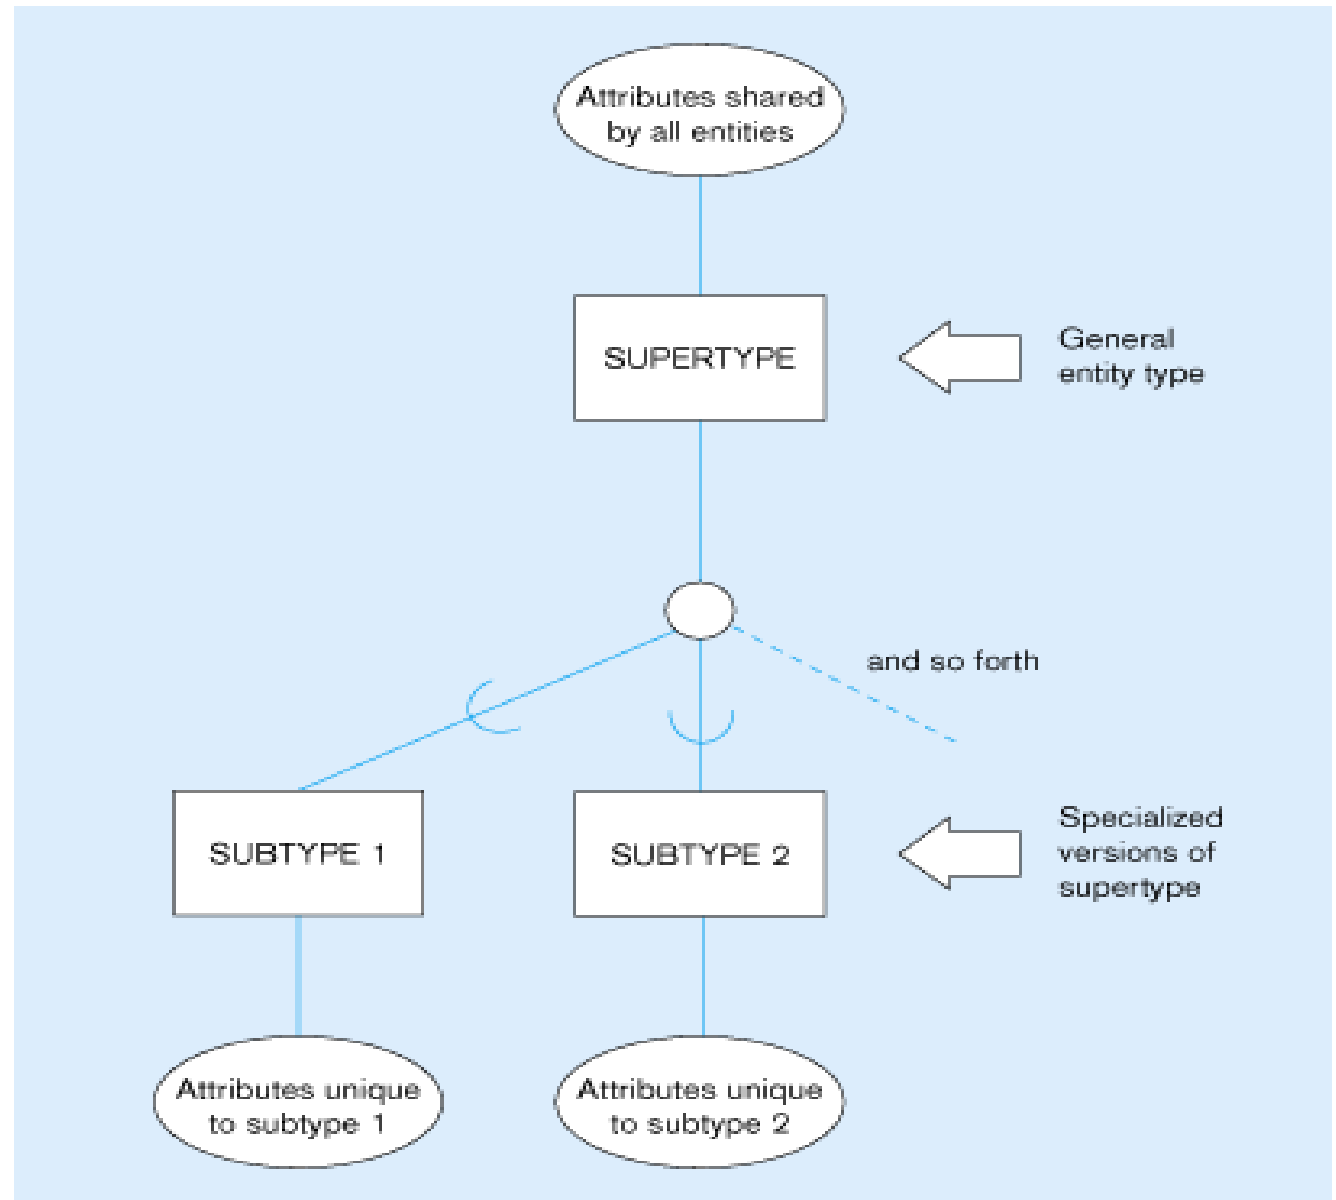 Attributes shared
by all entities
SUPERTYPE
General
entity type
and so forth
SUBTYPE 1
SUBTYPE 2
Specialized
versions of
supertype
Attributes unique
to subtype 1
Attributes unique
to subtype 2